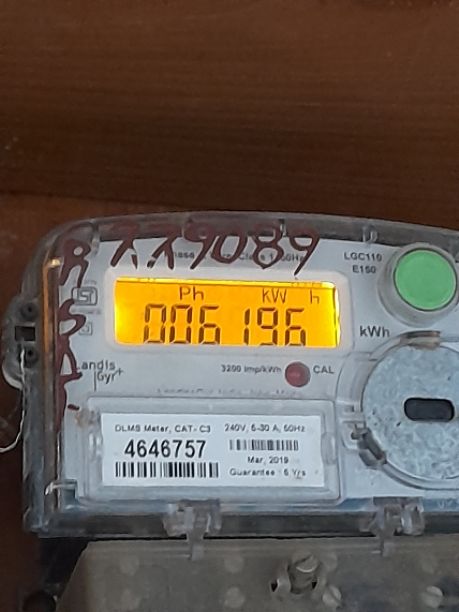 779089
LGC110
E150
Ph kW h
006196
kWh
Landis
Gyr+
3200 imp/kWh
CAL
DLMS Meter, CAT- C3
240V, 5-30 A, 50Hz
4646757
Mar, 2019
Guarantee : 5 Yrs